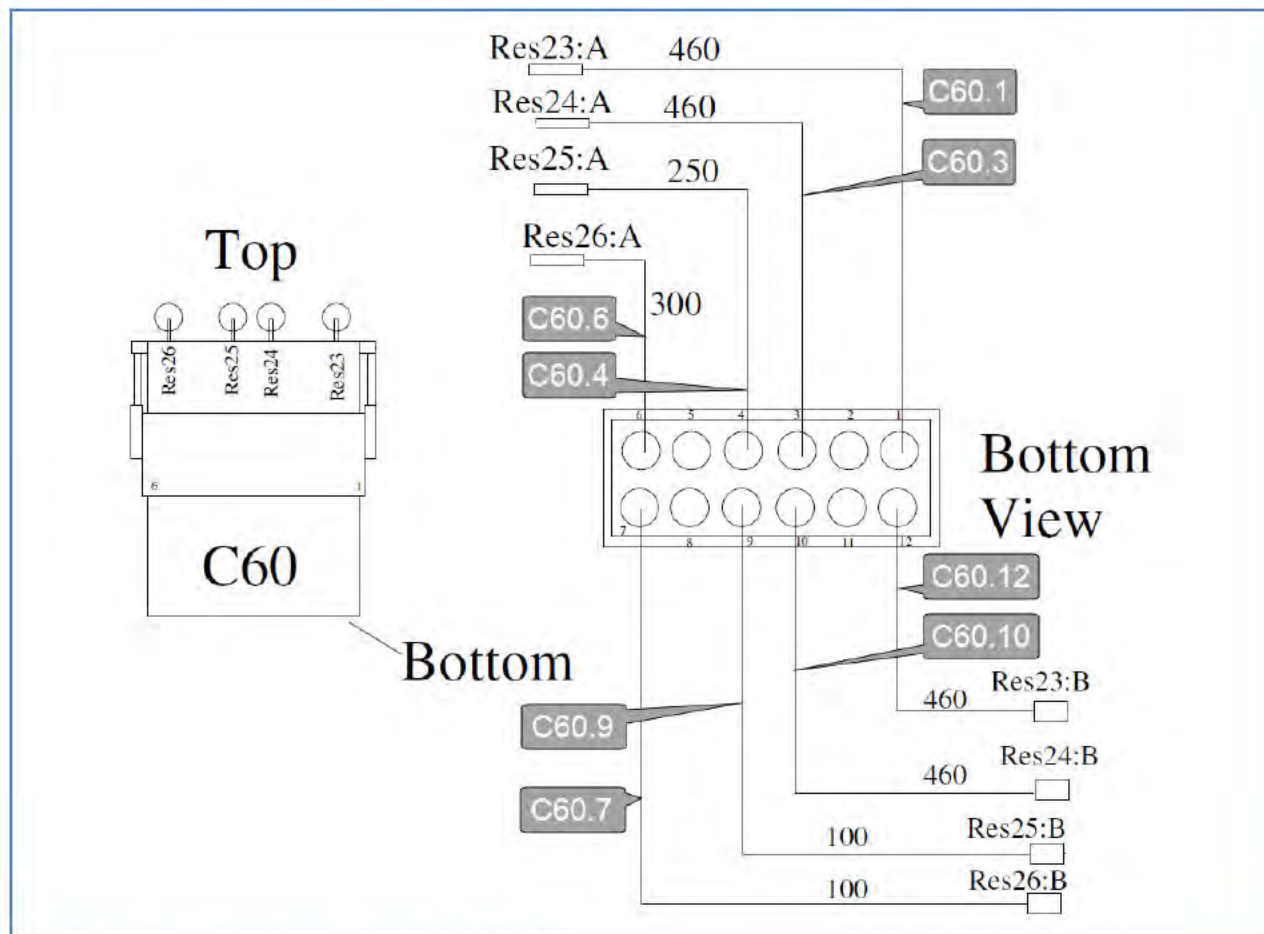 Res23:A
460
C60.1
Res24:A
460
C60.3
Res25:A
250
Res26:A
300
C60.6
C60.4
Top
Res26
Res25
Res24
Res23
6
1
C60
Bottom
6 5 4 3 2 1
7 8 9 10 11 12
Bottom
View
C60.12
C60.10
Res23:B
460
C60.9
Res24:B
460
C60.7
Res25:B
100
Res26:B
100